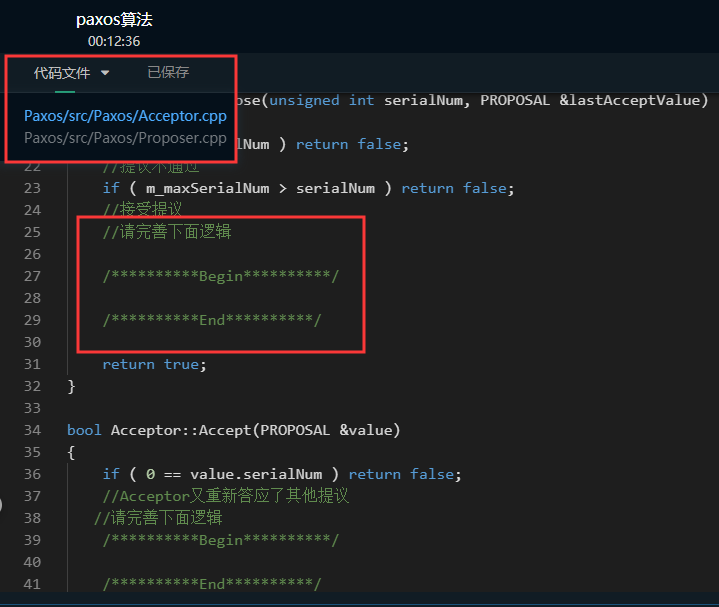 paxos算法
00:12:36
代码文件 已保存
Paxos/src/Paxos/Acceptor.cpp
Paxos/src/Paxos/Proposer.cpp
ose(unsigned int serialNum, PROPOSAL &lastAcceptValue)
lNum ) return false;
22 //提议不通过
23 if ( m_maxSerialNum > serialNum ) return false;
24 //接受提议
25 //请完善下面逻辑
26
27 /**********Begin**********/
28
29 /**********End**********/
30
31 return true;
32 }
33
34 bool Acceptor::Accept(PROPOSAL &value)
35 {
36 if ( 0 == value.serialNum ) return false;
37 //Acceptor又重新答应了其他提议
38 //请完善下面逻辑
39 /**********Begin**********/
40
41 /**********End**********/